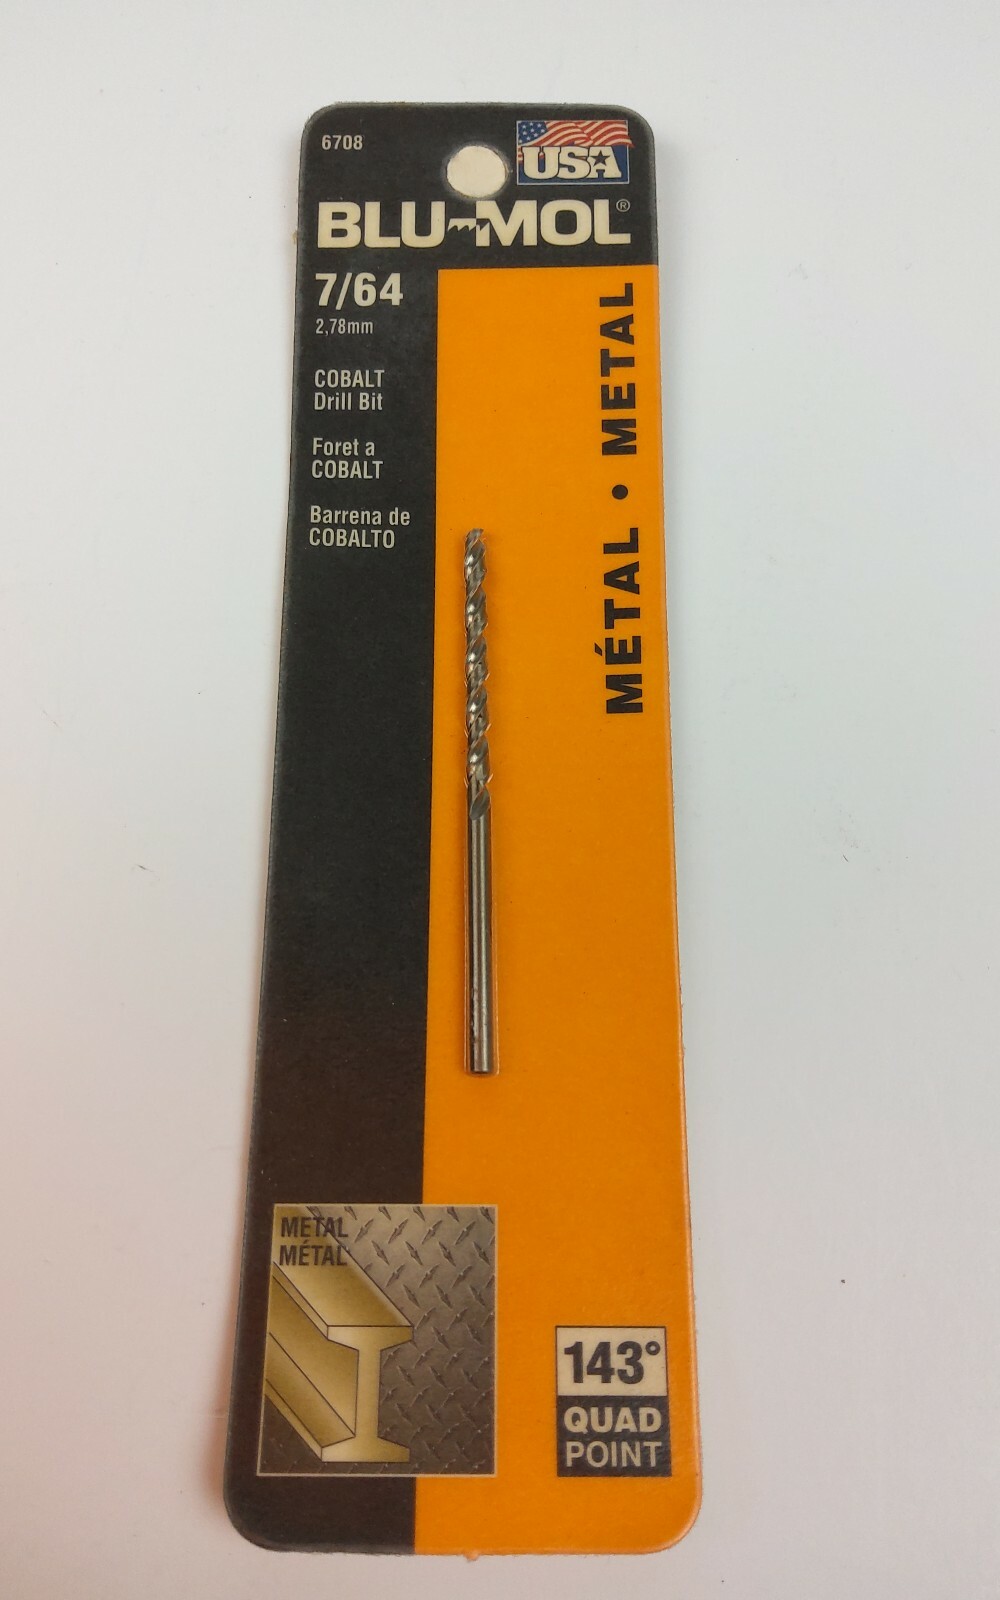 6708
USA
BLU-MOL®
7/64
2,78mm
COBALT
Drill Bit
Foret a
COBALT
Barrena de
COBALTO
MÉTAL • METAL
METAL
MÉTAL
143°
QUAD
POINT